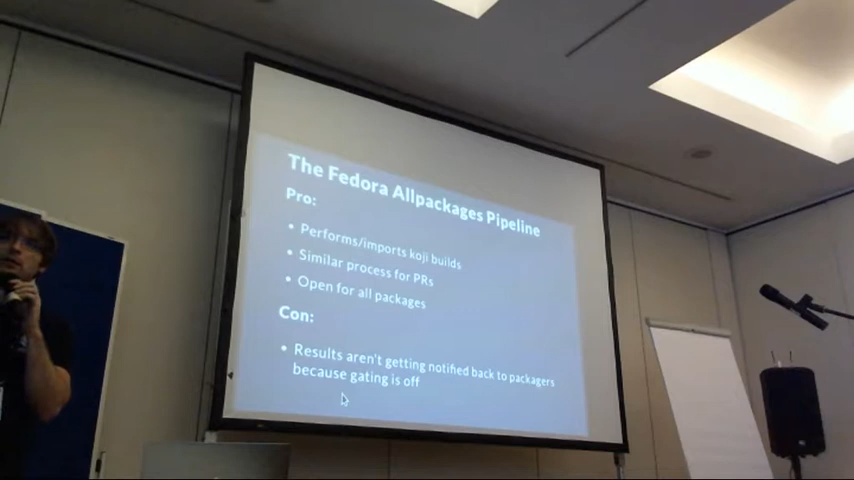 The Fedora Allpackages Pipeline
Pro:
• Performs/imports koji builds
• Similar process for PRs
• Open for all packages
Con:
• Results aren't getting notified back to packagers
because gating is off